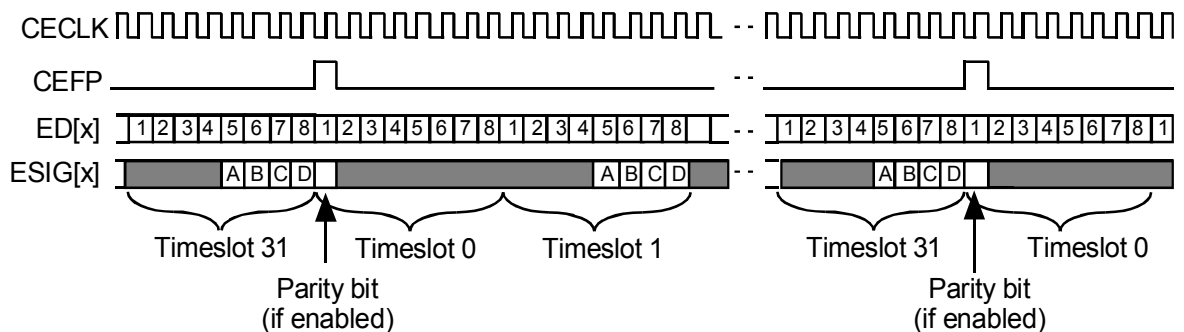 CECLK - -
CEFP - -
ED[x] 1 2 3 4 5 6 7 8 1 2 3 4 5 6 7 8 1 2 3 4 5 6 7 8 - - 1 2 3 4 5 6 7 8 1 2 3 4 5 6 7 8 1
ESIG[x] A B C D A B C D - - A B C D
Timeslot 31 Timeslot 0 Timeslot 1 Timeslot 31 Timeslot 0
Parity bit Parity bit
(if enabled) (if enabled)